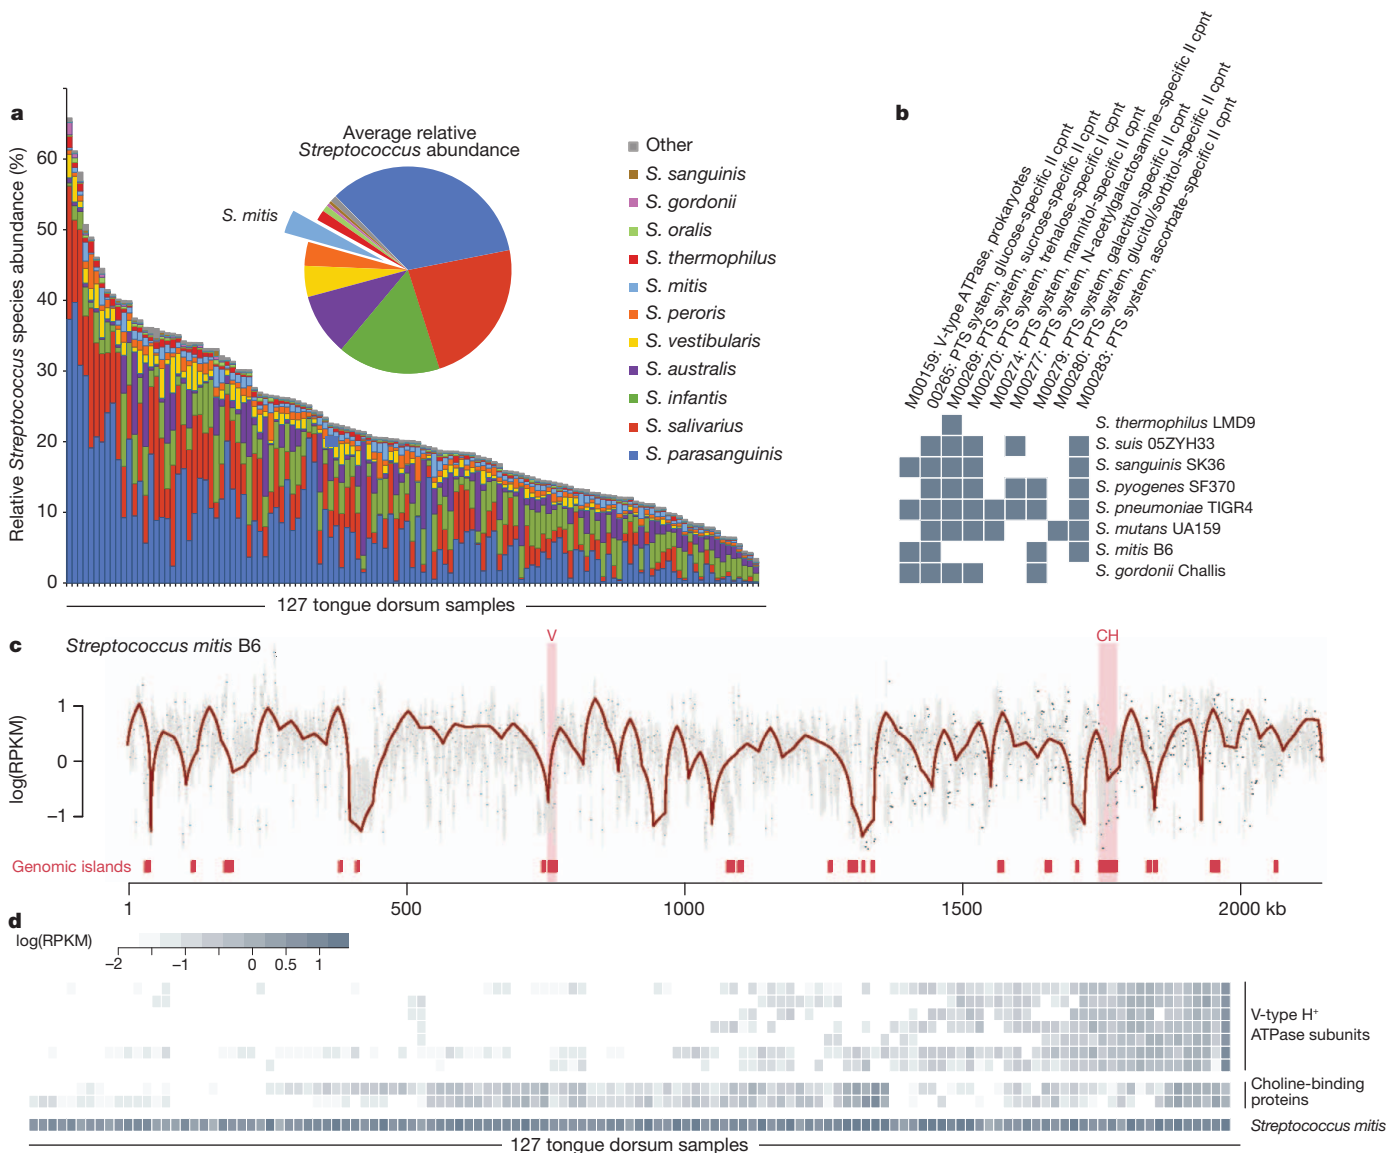 a
Relative Streptococcus species abundance (%)
60
50
40
30
20
10
0
127 tongue dorsum samples
Average relative
Streptococcus abundance
S. mitis
Other
S. sanguinis
S. gordonii
S. oralis
S. thermophilus
S. mitis
S. peroris
S. vestibularis
S. australis
S. infantis
S. salivarius
S. parasanguinis
b
M00159: V-type ATPase, prokaryotes
00265: PTS system, glucose-specific II cpnt
M00269: PTS system, sucrose-specific II cpnt
M00270: PTS system, trehalose-specific II cpnt
M00274: PTS system, mannitol-specific II cpnt
M00277: PTS system, N-acetylgalactosamine-specific II cpnt
M00279: PTS system, galactitol-specific II cpnt
M00280: PTS system, glucitol/sorbitol-specific II cpnt
M00283: PTS system, ascorbate-specific II cpnt
S. thermophilus LMD9
S. suis 05ZYH33
S. sanguinis SK36
S. pyogenes SF370
S. pneumoniae TIGR4
S. mutans UA159
S. mitis B6
S. gordonii Challis
c
Streptococcus mitis B6
V
CH
log(RPKM)
1
0
−1
Genomic islands
1
500
1000
1500
2000 kb
d
log(RPKM)
−2
−1
0
0.5
1
V-type H+
ATPase subunits
Choline-binding
proteins
Streptococcus mitis
127 tongue dorsum samples